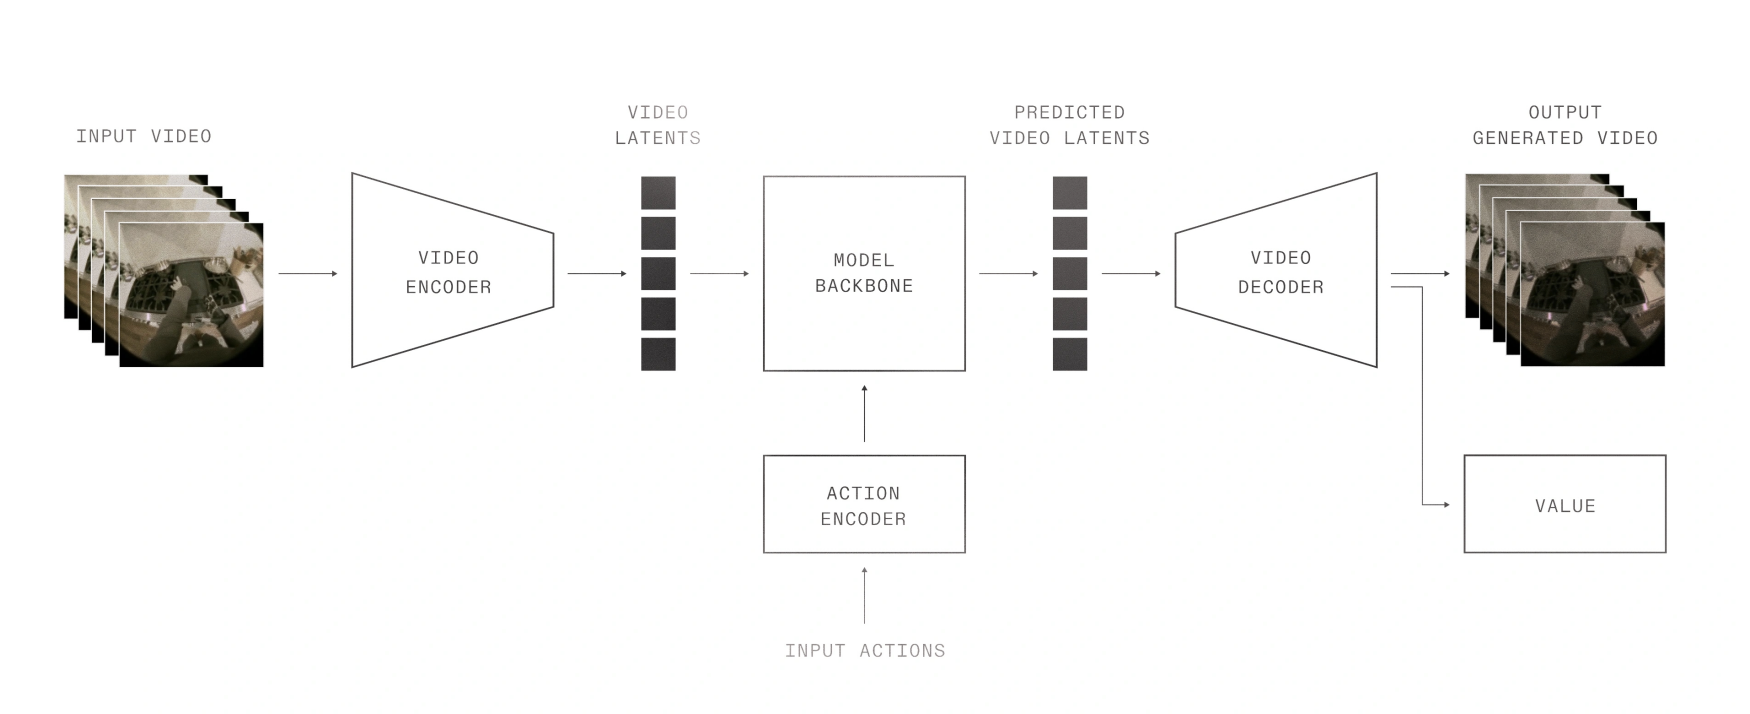 INPUT VIDEO
VIDEO
ENCODER
VIDEO
LATENTS
MODEL
BACKBONE
ACTION
ENCODER
INPUT ACTIONS
PREDICTED
VIDEO LATENTS
VIDEO
DECODER
OUTPUT
GENERATED VIDEO
VALUE